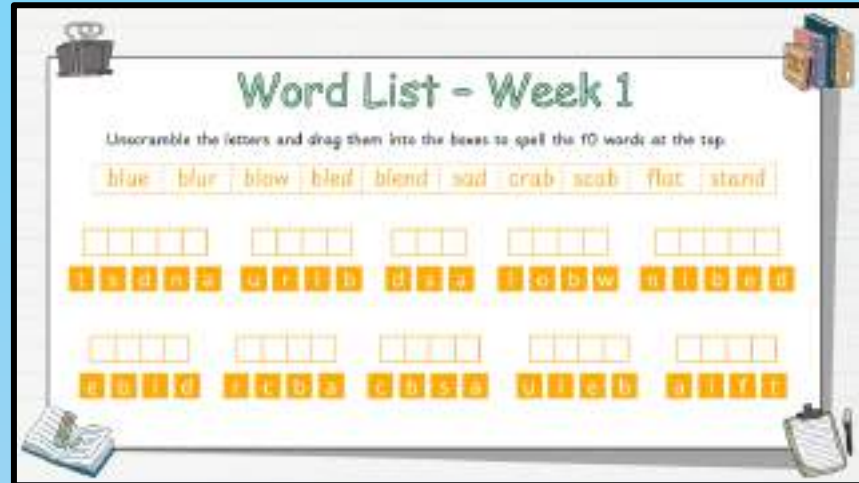 Word List - Week 1
Unscramble the letters and drag them into the boxes to spell the 10 words at the top.
blue blur blow bled blend sad crab scab flat stand
t s d n a u r l b d s a l o b w n l b e d
e b l d r c b a c b s a u l e b a l f t